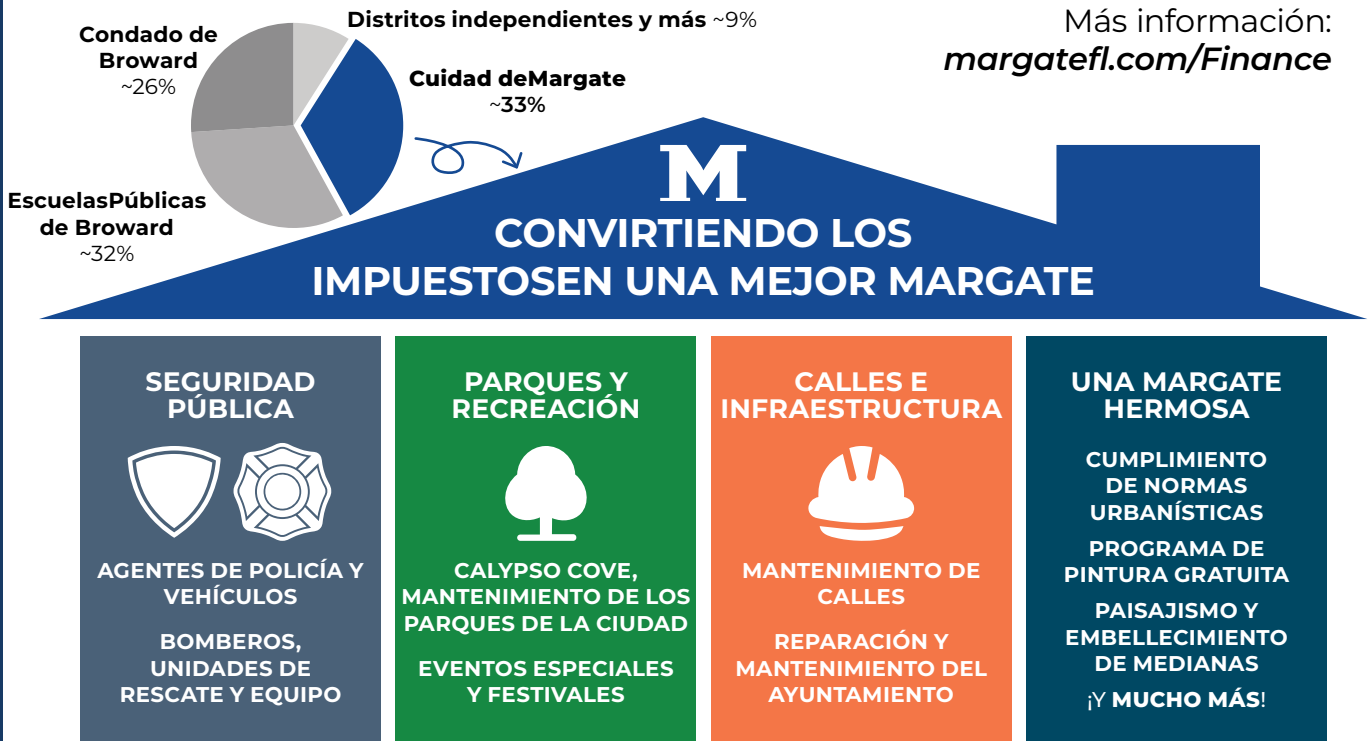 Distritos independientes y más ~9%
Condado de
Broward
~26%
Cuidad deMargate
~33%
EscuelasPúblicas
de Broward
~32%
Más información:
margatefl.com/Finance
M
CONVIRTIENDO LOS
IMPUESTOSEN UNA MEJOR MARGATE
SEGURIDAD
PÚBLICA
AGENTES DE POLICÍA Y
VEHÍCULOS
BOMBEROS,
UNIDADES DE
RESCATE Y EQUIPO
PARQUES Y
RECREACIÓN
CALYPSO COVE,
MANTENIMIENTO DE LOS
PARQUES DE LA CIUDAD
EVENTOS ESPECIALES
Y FESTIVALES
CALLES E
INFRAESTRUCTURA
MANTENIMIENTO DE
CALLES
REPARACIÓN Y
MANTENIMIENTO DEL
AYUNTAMIENTO
UNA MARGATE
HERMOSA
CUMPLIMIENTO
DE NORMAS
URBANÍSTICAS
PROGRAMA DE
PINTURA GRATUITA
PAISAJISMO Y
EMBELLECIMIENTO
DE MEDIANAS
¡Y MUCHO MÁS!